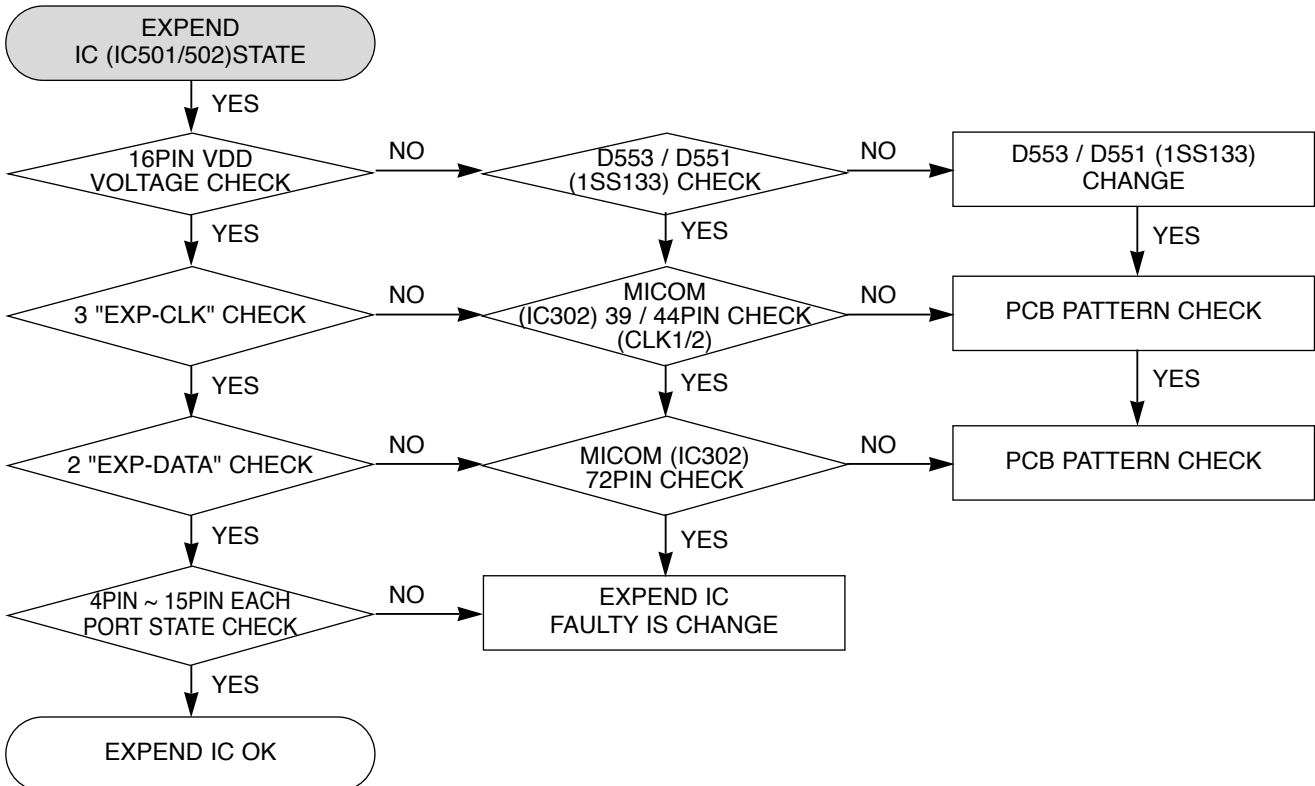 EXPEND
IC (IC501/502)STATE
YES
16PIN VDD
VOLTAGE CHECK
NO
D553 / D551
(1SS133) CHECK
NO
D553 / D551 (1SS133)
CHANGE
YES
YES
YES
3 "EXP-CLK" CHECK
NO
MICOM
(IC302) 39 / 44PIN CHECK
(CLK1/2)
NO
PCB PATTERN CHECK
YES
YES
YES
2 "EXP-DATA" CHECK
NO
MICOM (IC302)
72PIN CHECK
NO
PCB PATTERN CHECK
YES
YES
4PIN ~ 15PIN EACH
PORT STATE CHECK
NO
EXPEND IC
FAULTY IS CHANGE
YES
EXPEND IC OK